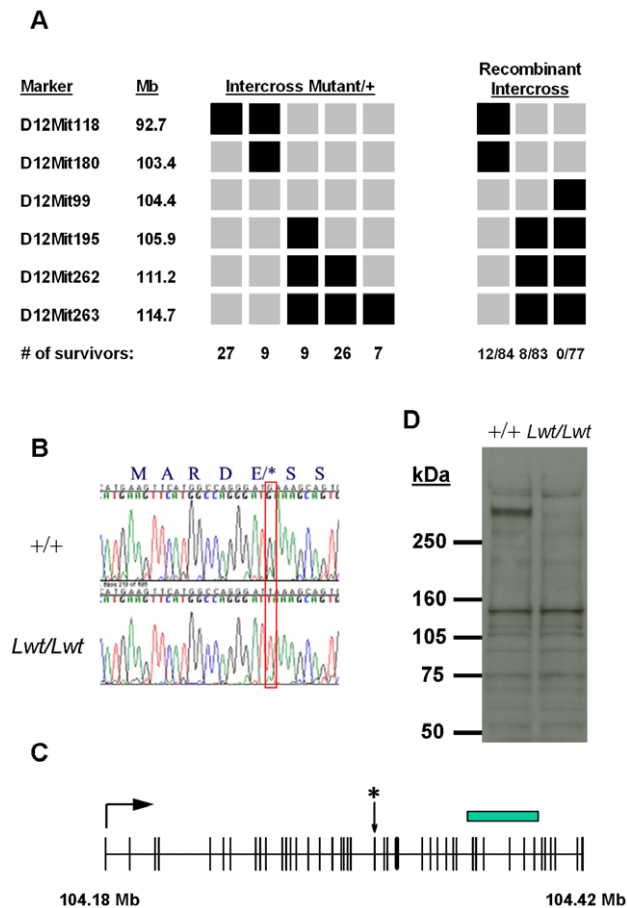 A
Marker Mb Intercross Mutant/+ Recombinant Intercross
D12Mit118 92.7
D12Mit180 103.4
D12Mit99 104.4
D12Mit195 105.9
D12Mit262 111.2
D12Mit263 114.7
# of survivors: 27 9 9 26 7 12/84 8/83 0/77
B
M A R D E/* S S
+/+
Lwt/Lwt
D
+/+ Lwt/Lwt
kDa
250
160
105
75
50
C
*
104.18 Mb 104.42 Mb